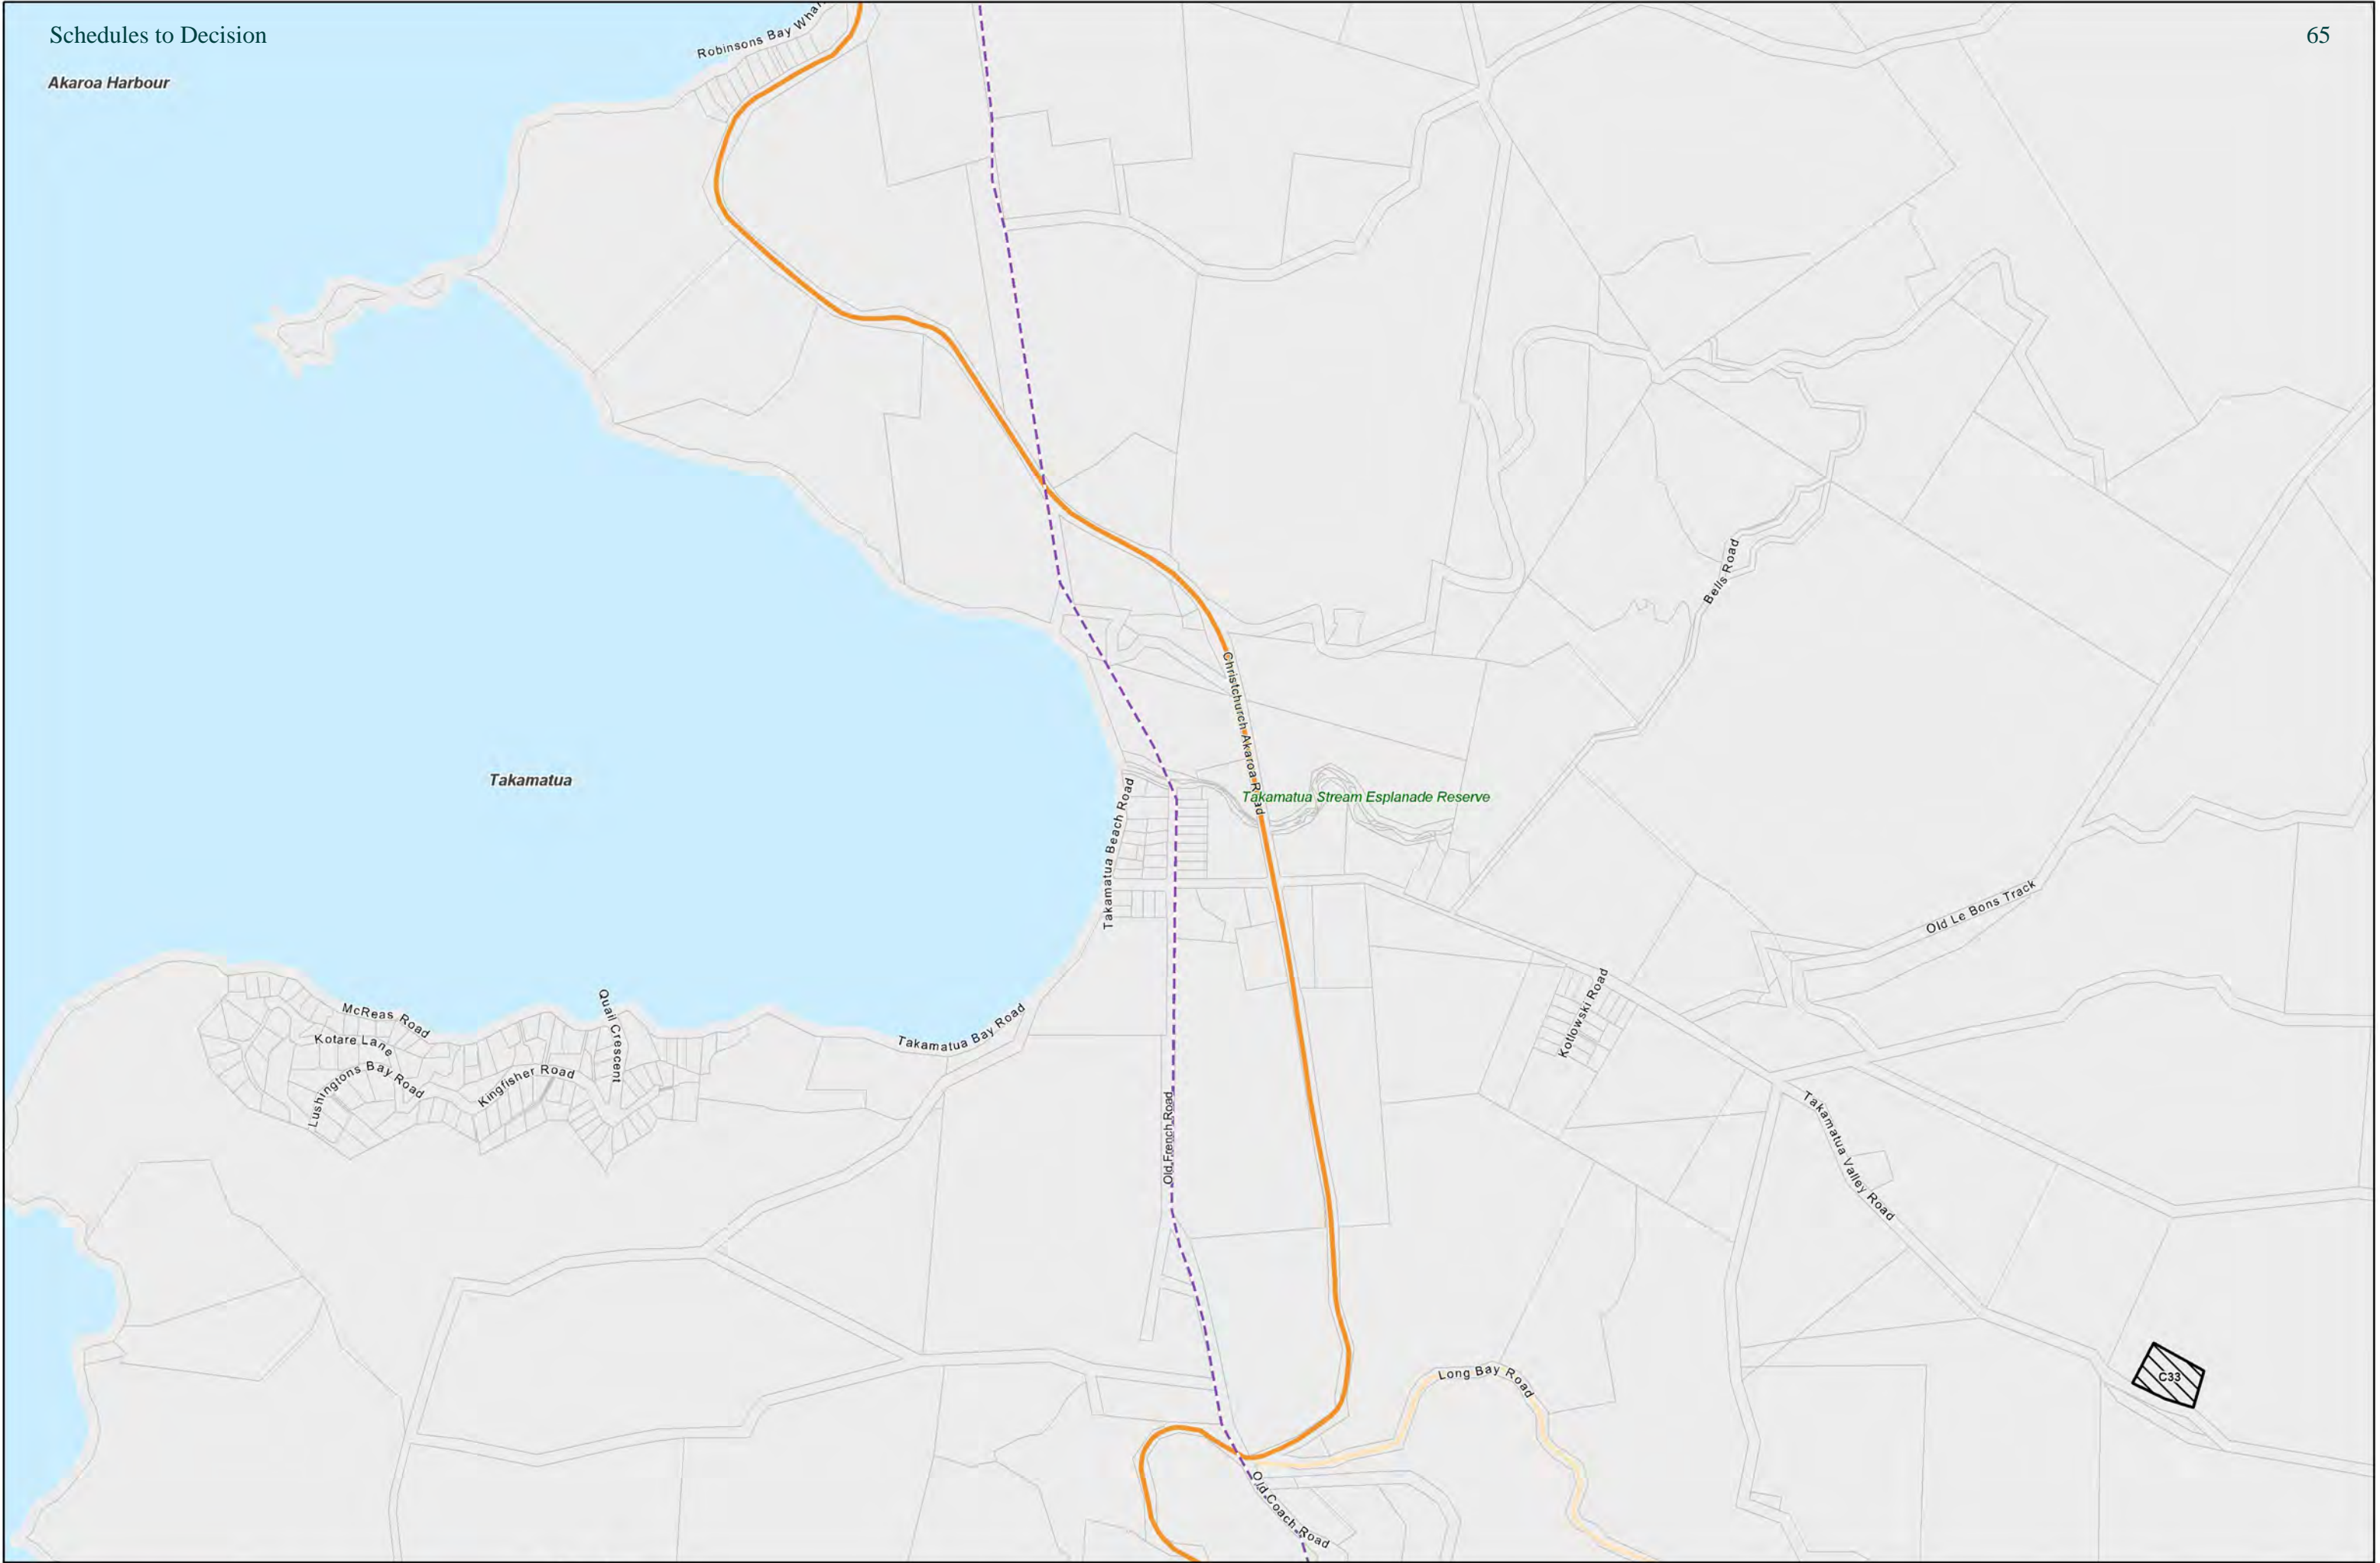 Schedules to Decision
65
Akaroa Harbour
Robinsons Bay
Bells Road
Christchurch Akaroa Road
Takamatua
Takamatua Beach Road
Takamatua Stream Esplanade Reserve
Old Le Bons Track
Kotlowski Road
McReas Road
Quail Crescent
Kotare Lane
Takamatua Bay Road
Lushingtons Bay Road
Kingfisher Road
Old French Road
Takamatua Valley Road
Long Bay Road
C33
Old Coach Road